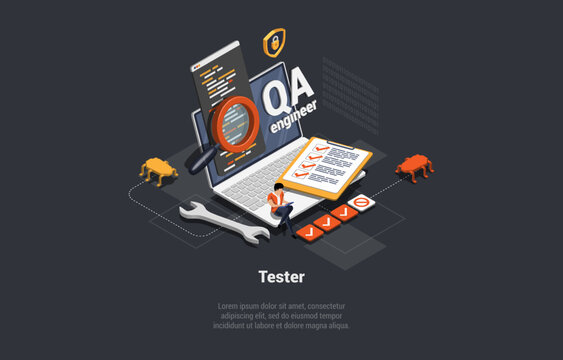 QA
engineer
Tester
Lorem ipsum dolor sit amet, consectetur
adipiscing elit, sed do eiusmod tempor
incididunt ut labore et dolore magna aliqua.